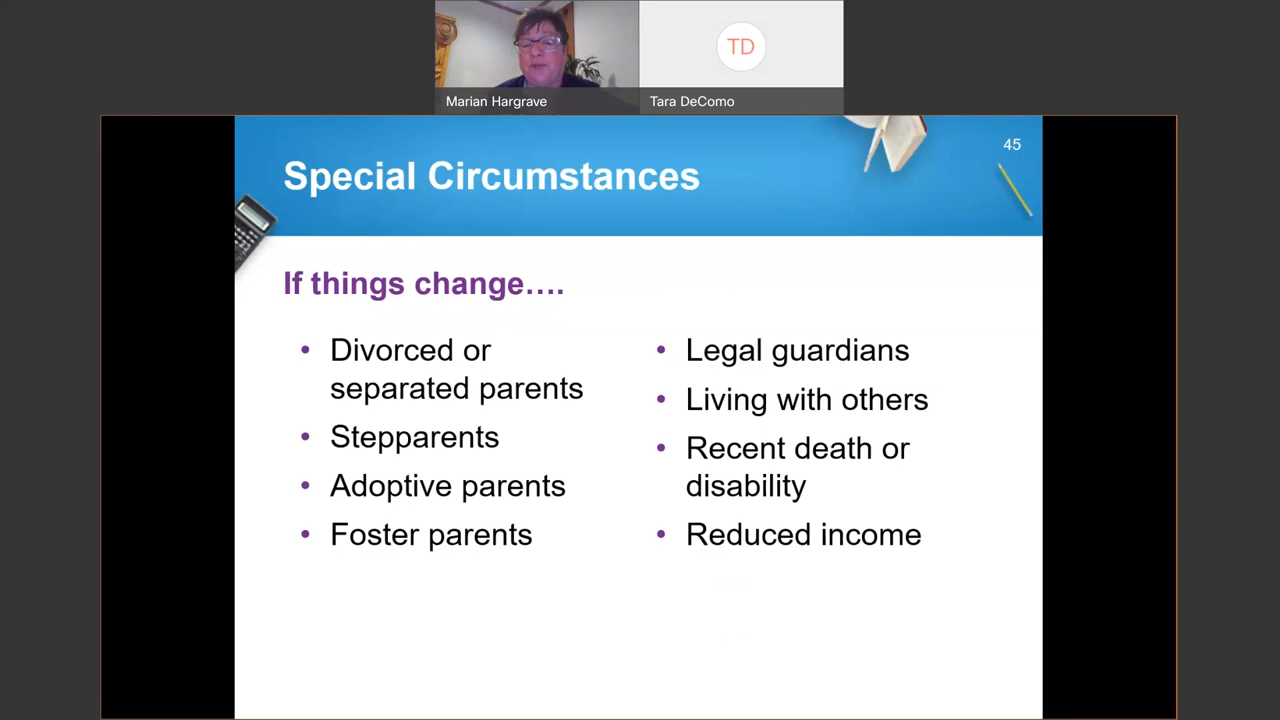 TD
Marian Hargrave
Tara DeComo
45
Special Circumstances
If things change....
• Divorced or
separated parents
• Stepparents
• Adoptive parents
• Foster parents
• Legal guardians
• Living with others
• Recent death or
disability
• Reduced income